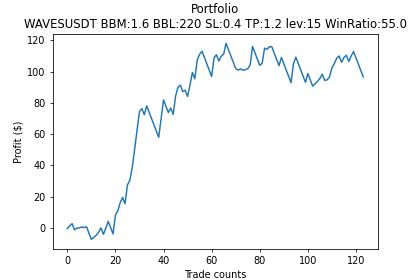 Portfolio
WAVESUSDT BBM:1.6 BBL:220 SL:0.4 TP:1.2 lev:15 WinRatio:55.0
120
100
80
60
40
20
0
Profit ($)
0 20 40 60 80 100 120
Trade counts